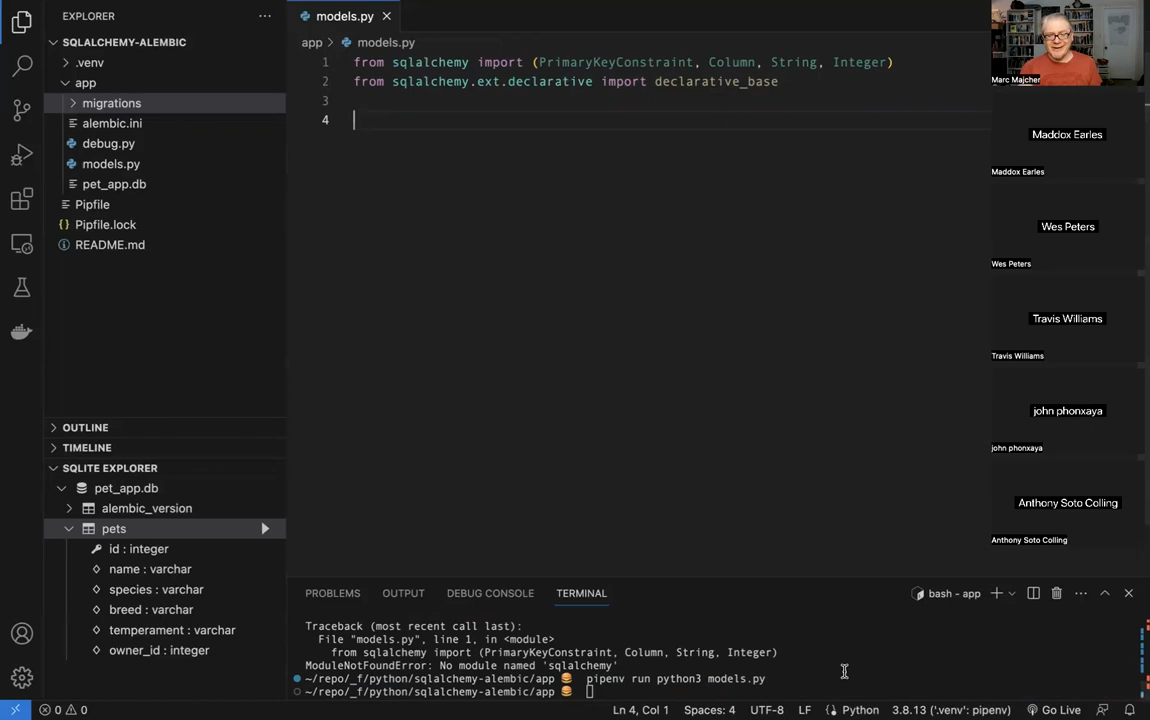 EXPLORER
SQLALCHEMY-ALEMBIC
.venv
app
migrations
alembic.ini
debug.py
models.py
pet_app.db
Pipfile
Pipfile.lock
README.md
OUTLINE
TIMELINE
SQLITE EXPLORER
pet_app.db
alembic_version
pets
id : integer
name : varchar
species : varchar
breed : varchar
temperament : varchar
owner_id : integer
models.py
app > models.py
1 from sqlalchemy import (PrimaryKeyConstraint, Column, String, Integer)
2 from sqlalchemy.ext.declarative import declarative_base
3
4
PROBLEMS OUTPUT DEBUG CONSOLE TERMINAL
bash - app
Traceback (most recent call last):
File "models.py", line 1, in <module>
from sqlalchemy import (PrimaryKeyConstraint, Column, String, Integer)
ModuleNotFoundError: No module named 'sqlalchemy'
~/repo/_f/python/sqlalchemy-alembic/app 🍔 pipenv run python3 models.py
~/repo/_f/python/sqlalchemy-alembic/app 🍔
Marc Majcher
Maddox Earles
Maddox Earles
Wes Peters
Wes Peters
Travis Williams
Travis Williams
john phonxaya
john phonxaya
Anthony Soto Colling
Anthony Soto Colling
0 0 Ln 4, Col 1 Spaces: 4 UTF-8 LF Python 3.8.13 ('.venv': pipenv) Go Live